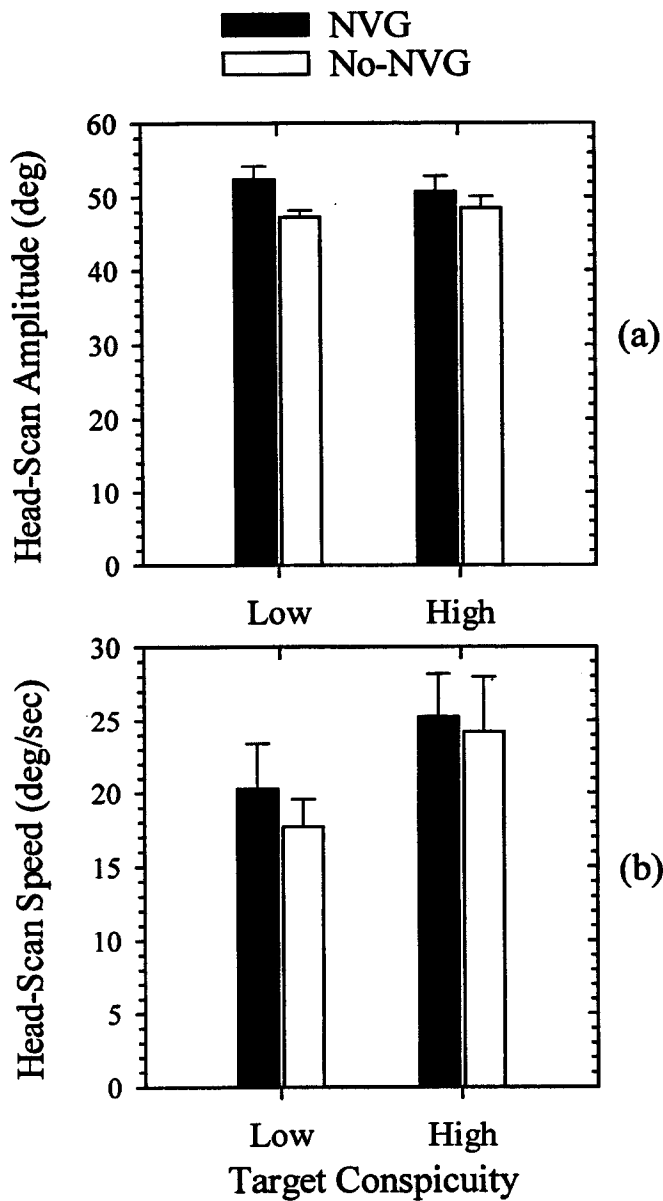 NVG
No-NVG
Head-Scan Amplitude (deg)
60
50
40
30
20
10
0
Low High
(a)
Head-Scan Speed (deg/sec)
30
25
20
15
10
5
0
Low High
(b)
Target Conspicuity